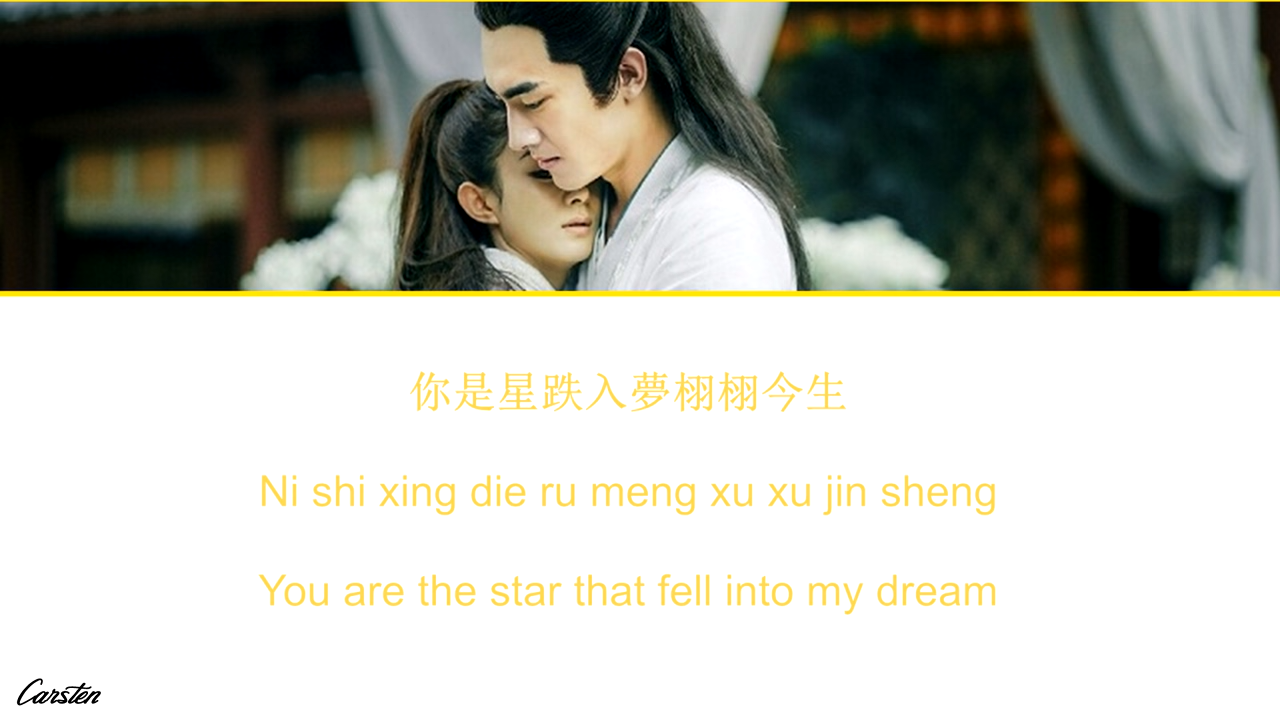 你是星跌入夢栩栩今生
Ni shi xing die ru meng xu xu jin sheng
You are the star that fell into my dream
Carsten